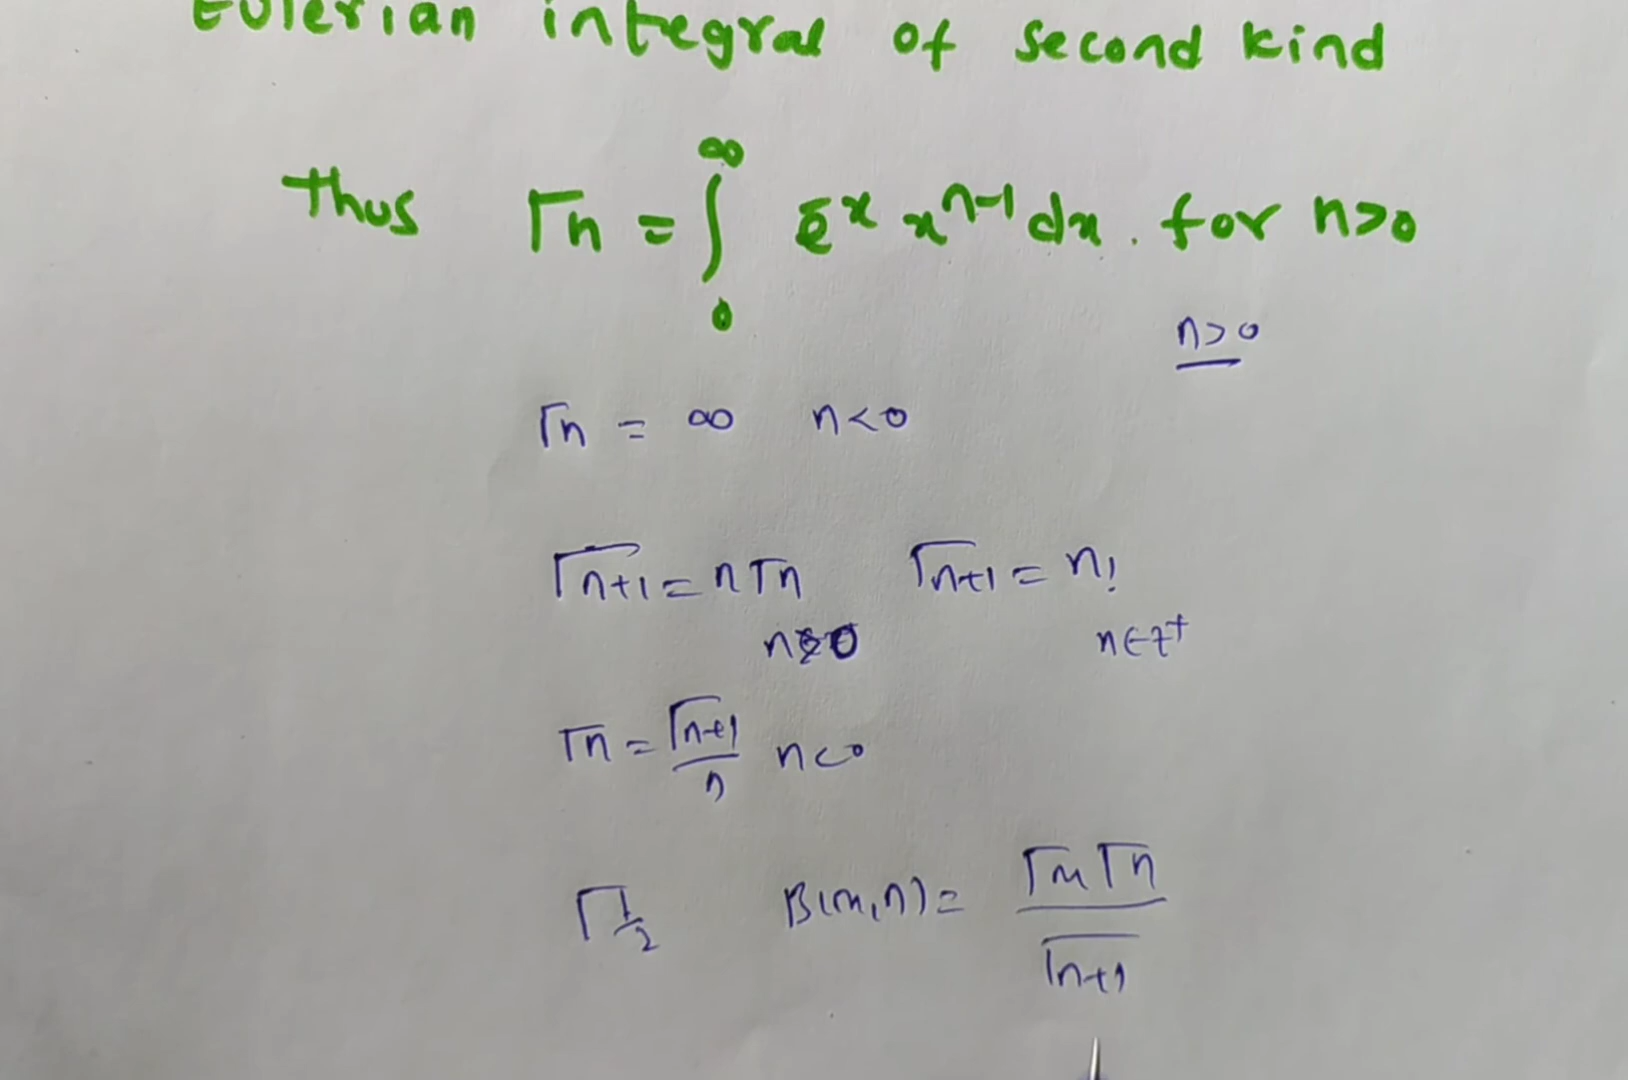 Eulerian integral of second kind
thus Γn = ∫₀^∞ e⁻ˣ xⁿ⁻¹ dx. for n>0
n>0
Γn = ∞ n<0
Γn+1 = nΓn Γn+1 = n!
n∈z⁺
Γn = Γn+1/n n<0
Γ1/2 B(m,n) = ΓmΓn/Γn+1